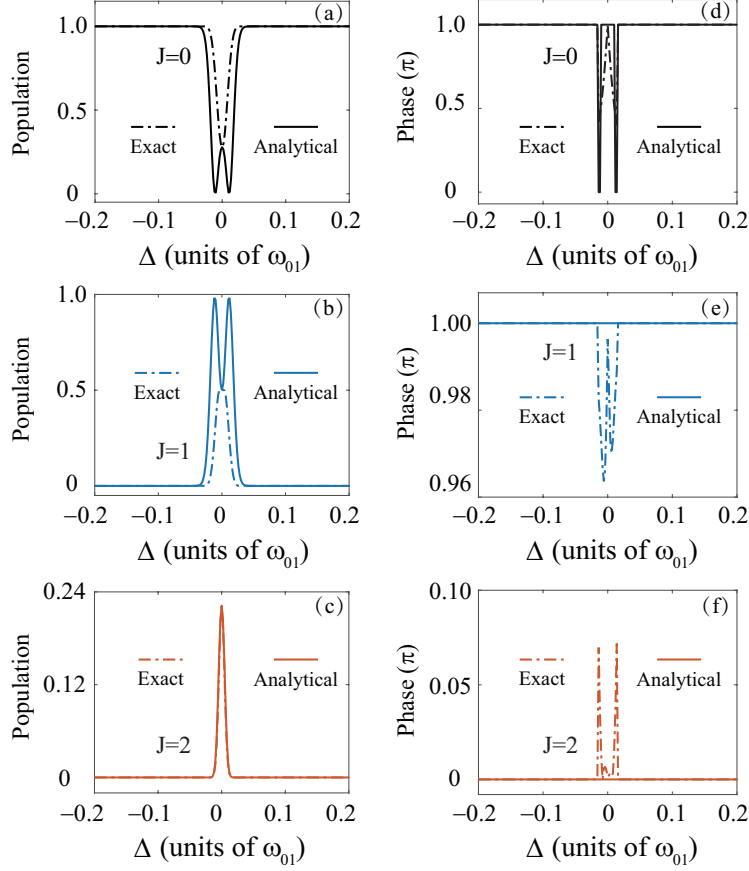 (a)
1.0
J=0
Population
0.5
Exact
Analytical
0
−0.2 −0.1 0 0.1 0.2
Δ (units of ω01)
(d)
1.0
J=0
Phase (π)
0.5
Exact
Analytical
0
−0.2 −0.1 0 0.1 0.2
Δ (units of ω01)
(b)
1.0
Population
0.5
Exact
Analytical
J=1
0
−0.2 −0.1 0 0.1 0.2
Δ (units of ω01)
(e)
1.00
J=1
Phase (π)
0.98
Exact
Analytical
0.96
−0.2 −0.1 0 0.1 0.2
Δ (units of ω01)
0.24
(c)
Population
Exact
Analytical
0.12
J=2
0
−0.2 −0.1 0 0.1 0.2
Δ (units of ω01)
0.10
(f)
Phase (π)
Exact
Analytical
0.05
J=2
0
−0.2 −0.1 0 0.1 0.2
Δ (units of ω01)